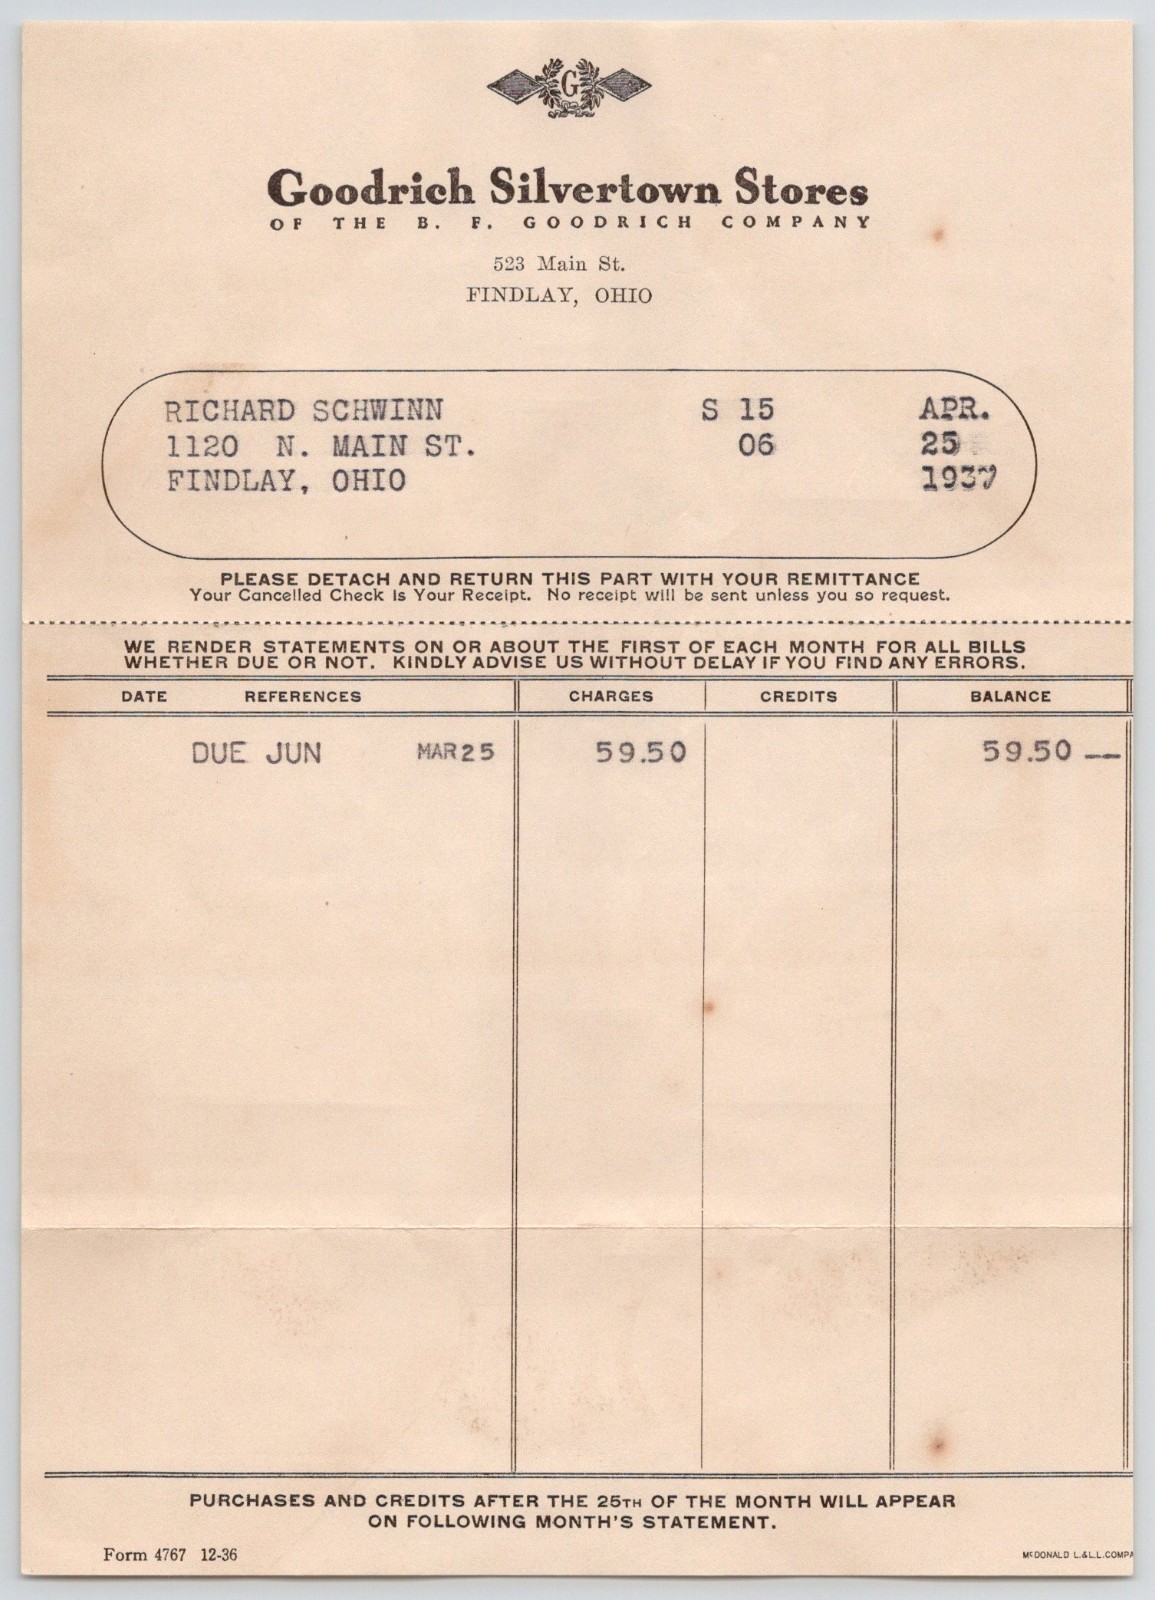 G
Goodrich Silvertown Stores
OF THE B. F. GOODRICH COMPANY
523 Main St.
FINDLAY, OHIO
RICHARD SCHWINN S 15 APR.
1120 N. MAIN ST. 06 25
FINDLAY, OHIO 1937
PLEASE DETACH AND RETURN THIS PART WITH YOUR REMITTANCE
Your Cancelled Check Is Your Receipt. No receipt will be sent unless you so request.
WE RENDER STATEMENTS ON OR ABOUT THE FIRST OF EACH MONTH FOR ALL BILLS
WHETHER DUE OR NOT. KINDLY ADVISE US WITHOUT DELAY IF YOU FIND ANY ERRORS.
DATE REFERENCES CHARGES CREDITS BALANCE
DUE JUN MAR 25 59.50 59.50 —
PURCHASES AND CREDITS AFTER THE 25TH OF THE MONTH WILL APPEAR
ON FOLLOWING MONTH'S STATEMENT.
Form 4767 12-36 McDONALD L.&L.L. COMPA